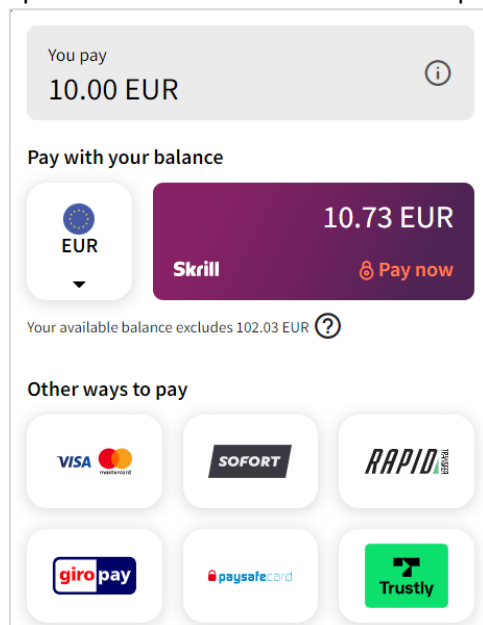 You pay
10.00 EUR
Pay with your balance
EUR
10.73 EUR
Skrill
Pay now
Your available balance excludes 102.03 EUR ?
Other ways to pay
VISA mastercard
SOFORT
RAPID TRANSFER
giropay
paysafecard
Trustly